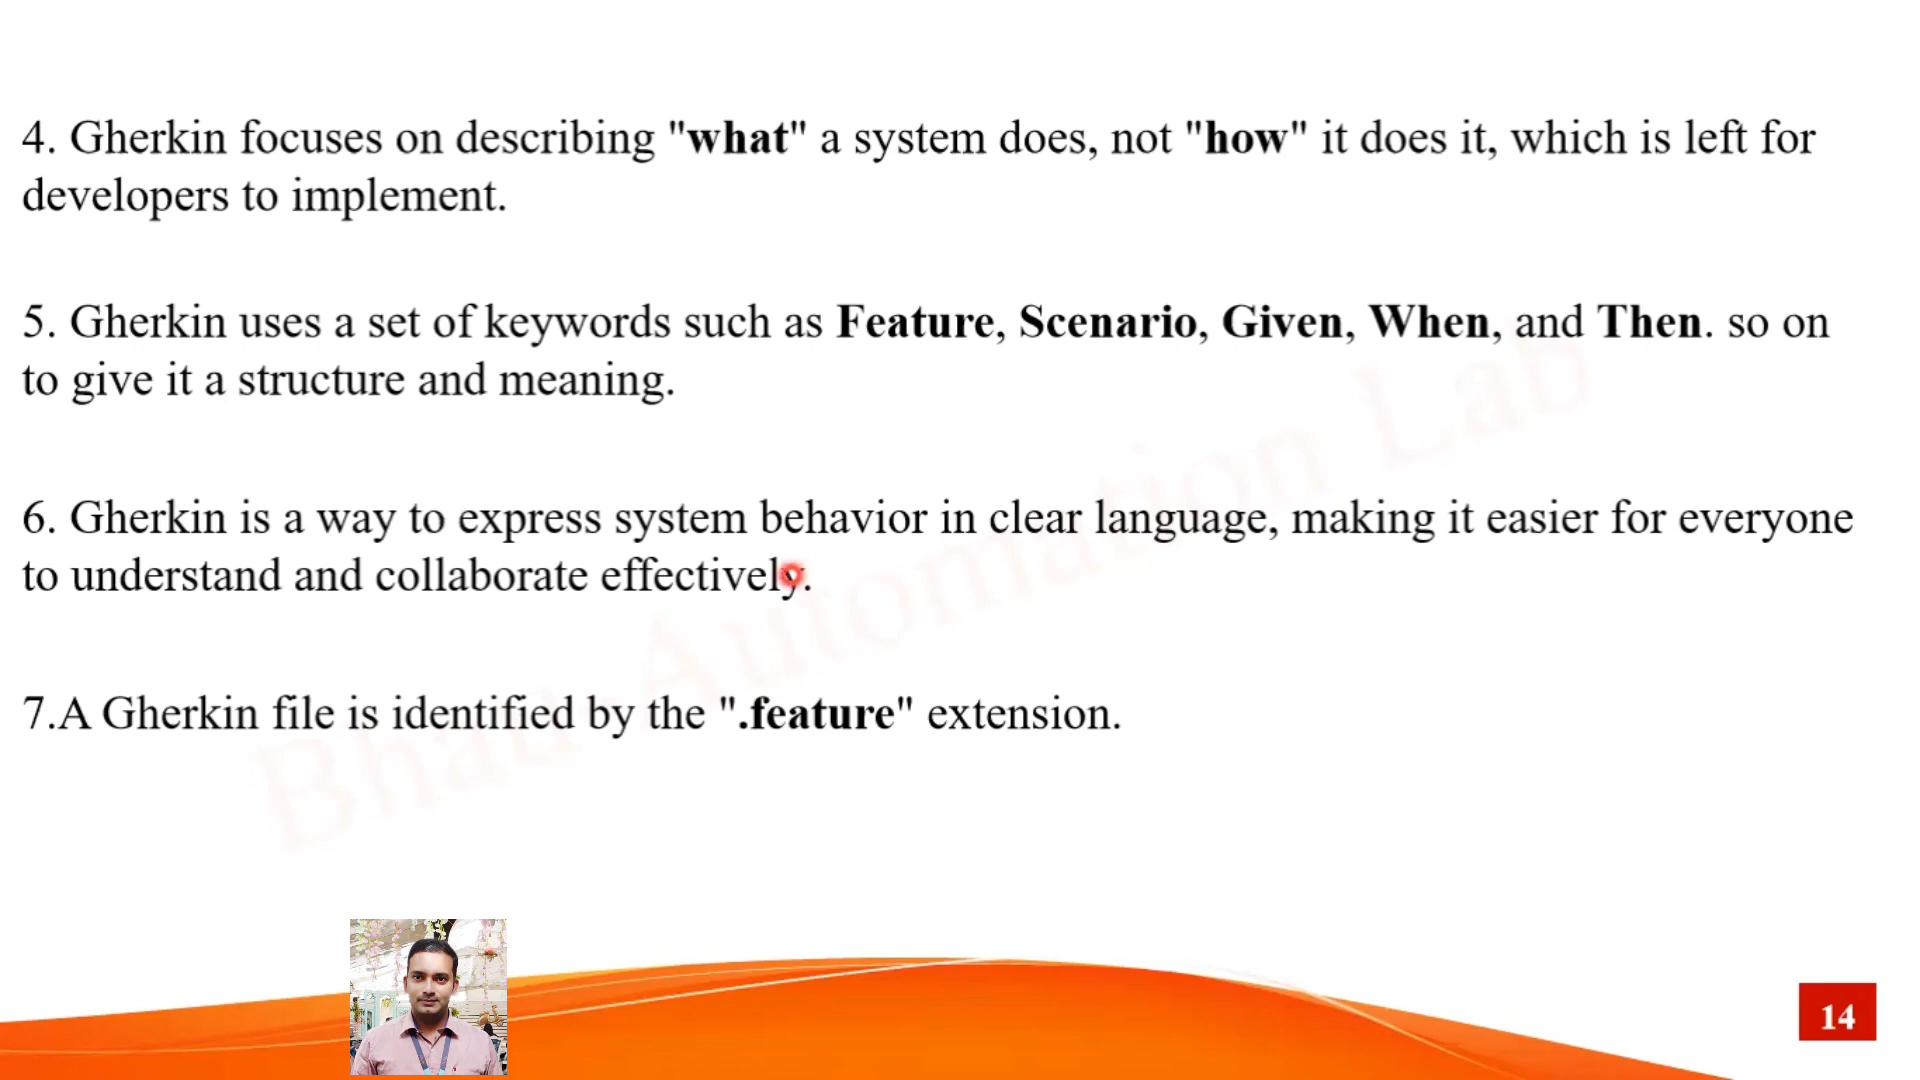 4. Gherkin focuses on describing "what" a system does, not "how" it does it, which is left for
developers to implement.
5. Gherkin uses a set of keywords such as Feature, Scenario, Given, When, and Then. so on
to give it a structure and meaning.
6. Gherkin is a way to express system behavior in clear language, making it easier for everyone
to understand and collaborate effectively.
7.A Gherkin file is identified by the ".feature" extension.
Automation Lab
14